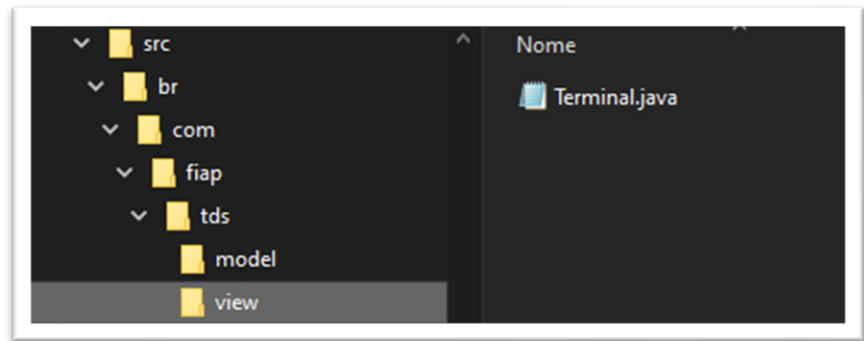 src
br
com
fiap
tds
model
view
Nome
Terminal.java